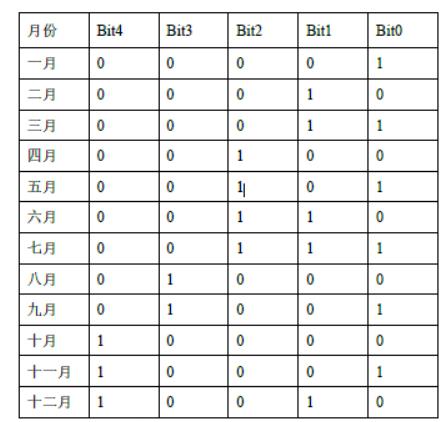 月份 Bit4 Bit3 Bit2 Bit1 Bit0
一月 0 0 0 0 1
二月 0 0 0 1 0
三月 0 0 0 1 1
四月 0 0 1 0 0
五月 0 0 1 0 1
六月 0 0 1 1 0
七月 0 0 1 1 1
八月 0 1 0 0 0
九月 0 1 0 0 1
十月 1 0 0 0 0
十一月 1 0 0 0 1
十二月 1 0 0 1 0